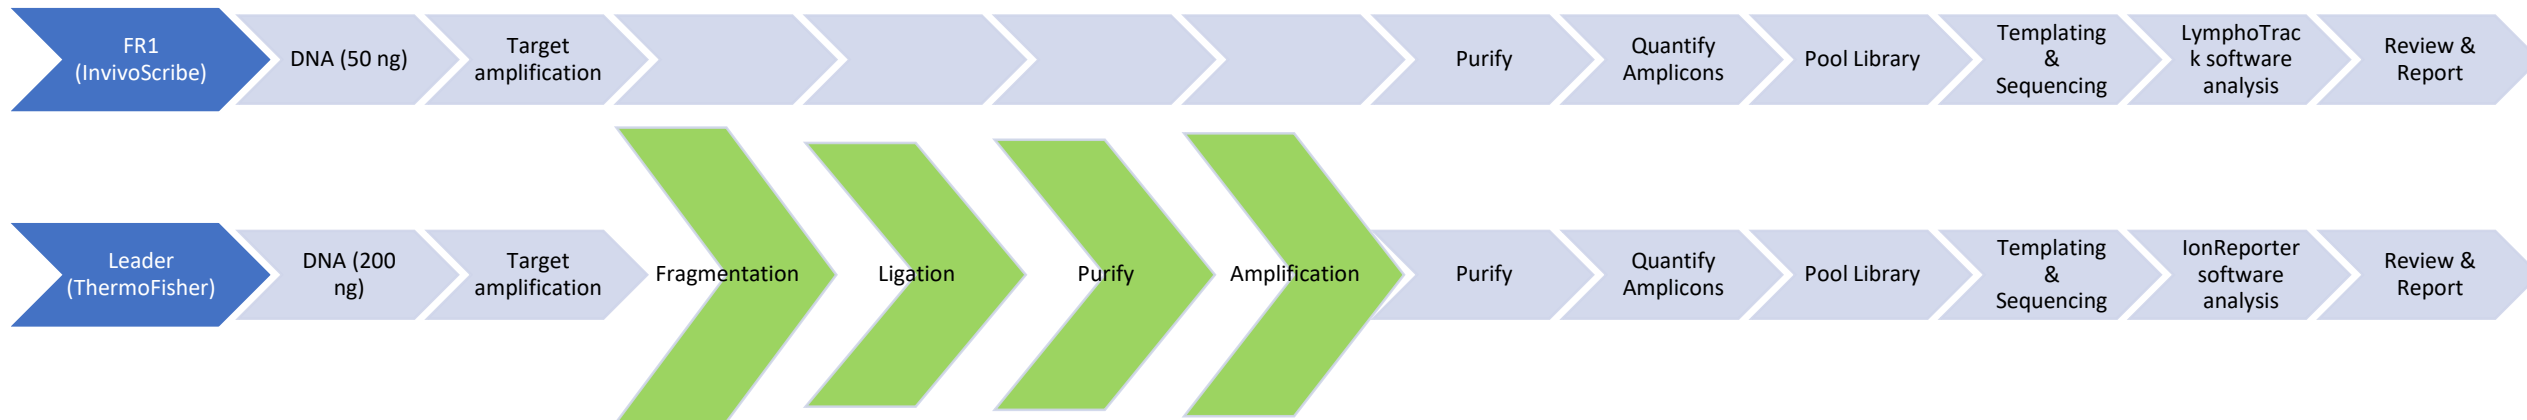 FR1
(InvivoScribe)
DNA (50 ng)
Target
amplification
Purify
Quantify
Amplicons
Pool Library
Templating
&
Sequencing
LymphoTrac
k software
analysis
Review &
Report
Leader
(ThermoFisher)
DNA (200
ng)
Target
amplification
Fragmentation
Ligation
Purify
Amplification
Purify
Quantify
Amplicons
Pool Library
Templating
&
Sequencing
IonReporter
software
analysis
Review &
Report